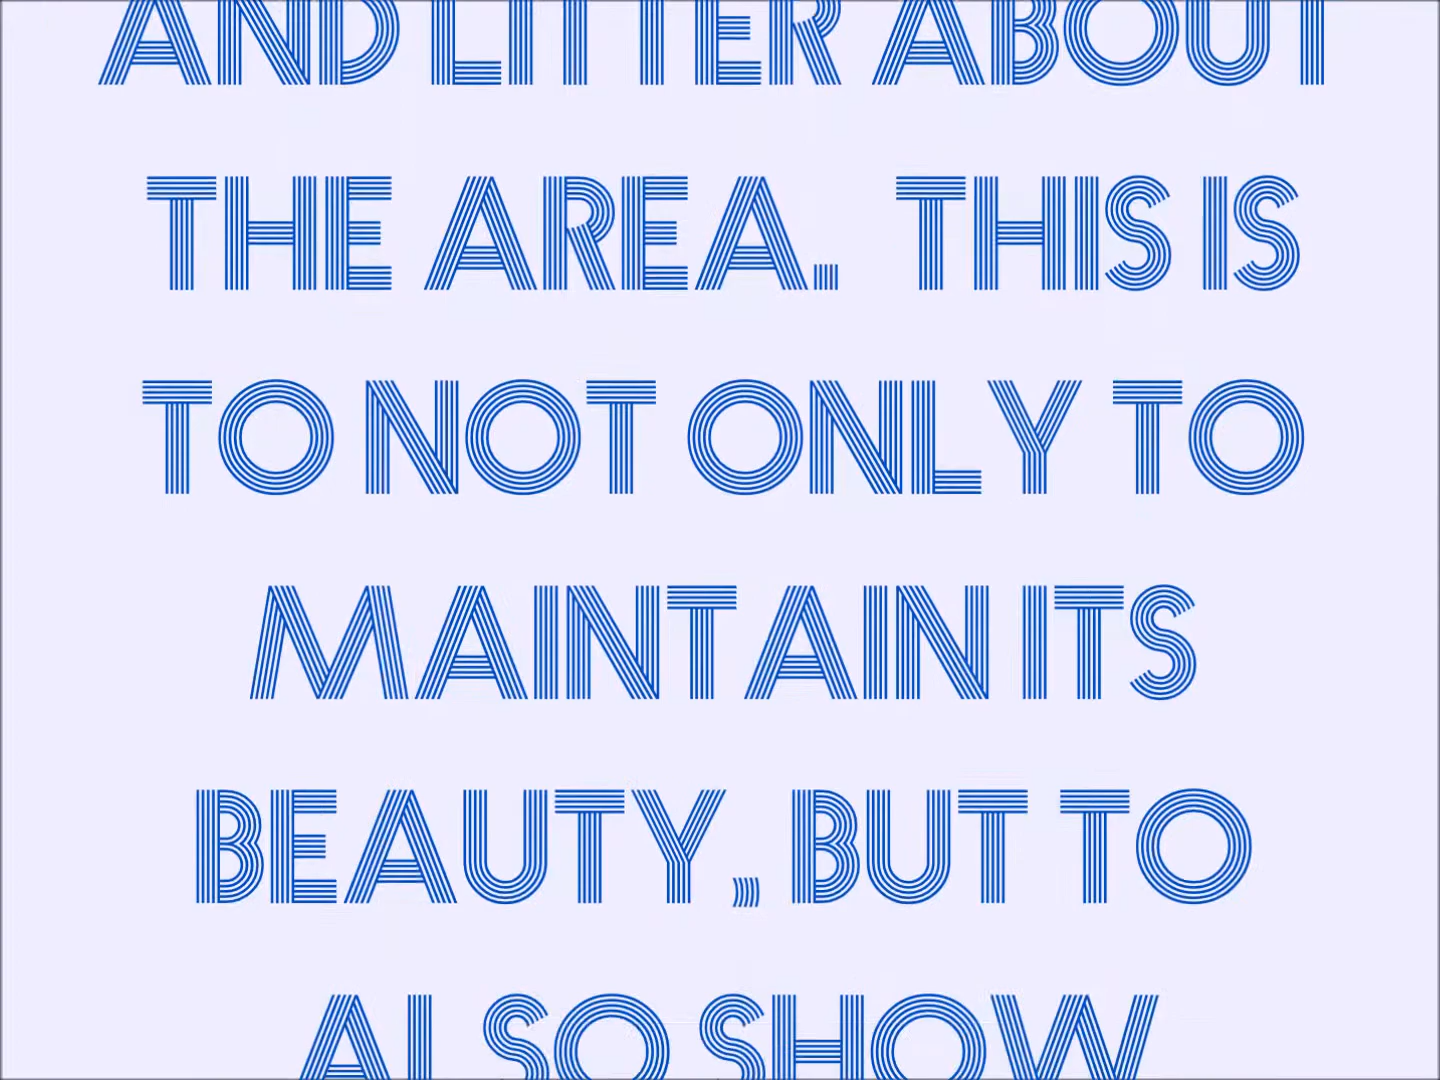 AND LITTER ABOUT
THE AREA. THIS IS
TO NOT ONLY TO
MAINTAIN ITS
BEAUTY, BUT TO
ALSO SHOW